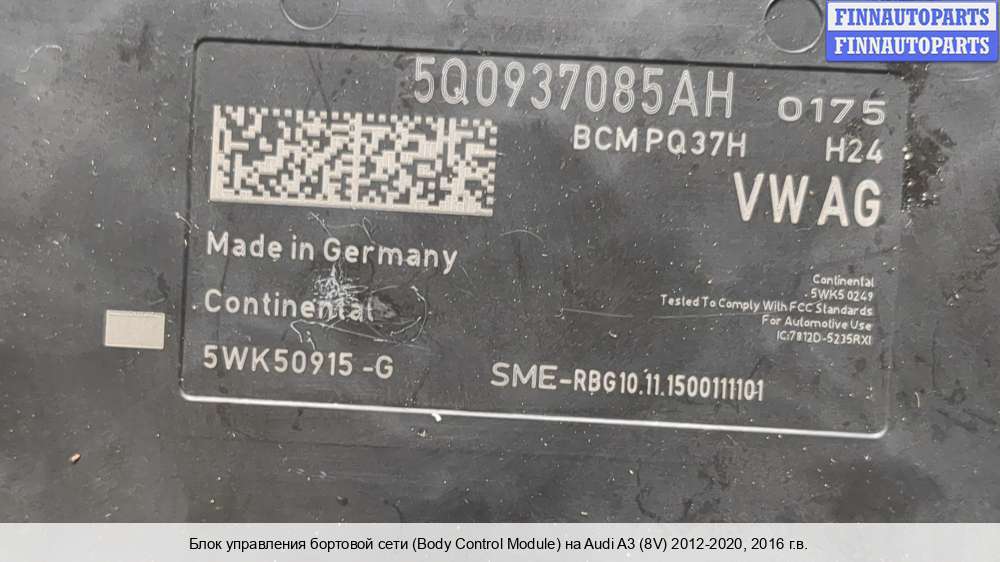 FINNAUTOPARTS
FINNAUTOPARTS
5Q0937085AH 0175
BCM PQ37H H24
VW AG
Made in Germany
Continental
5WK50915 -G
Continental
5WK5 0249
Tested To Comply With FCC Standards
For Automotive Use
IC:7812D-5235RXI
SME-RBG10.11.1500111101
Блок управления бортовой сети (Body Control Module) на Audi A3 (8V) 2012-2020, 2016 г.в.